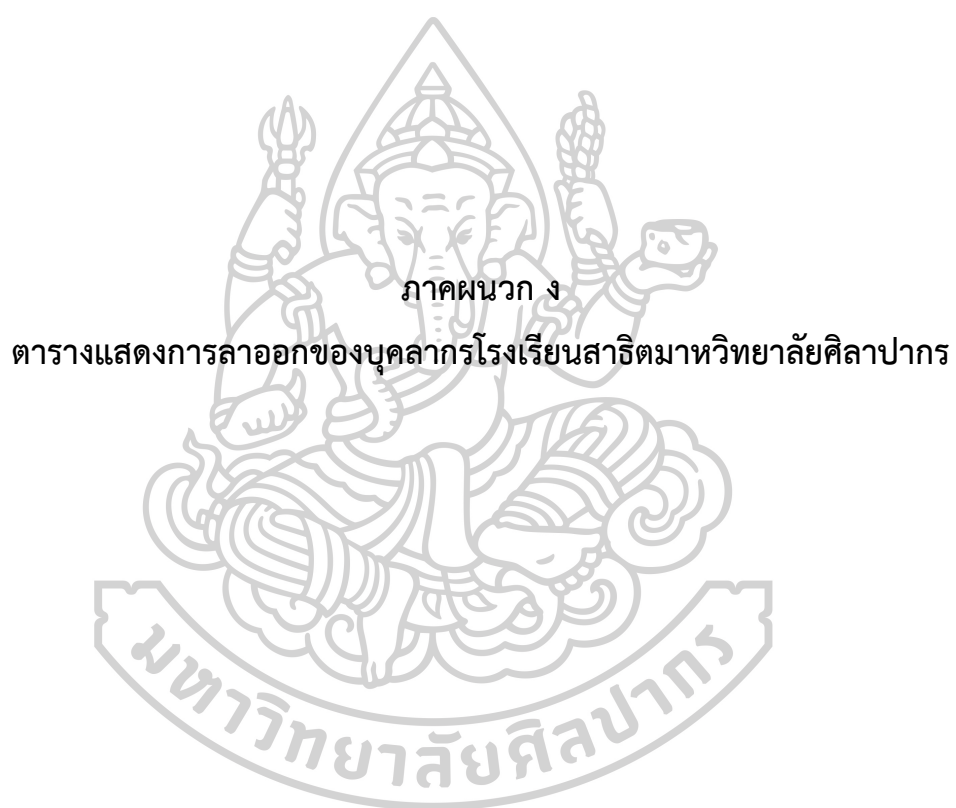 ภาคผนวก ง
ตารางแสดงการลาออกของบุคลากรโรงเรียนสาธิตมาหวิทยาลัยศิลาปากร
มหาวิทยาลัยศิลปากร